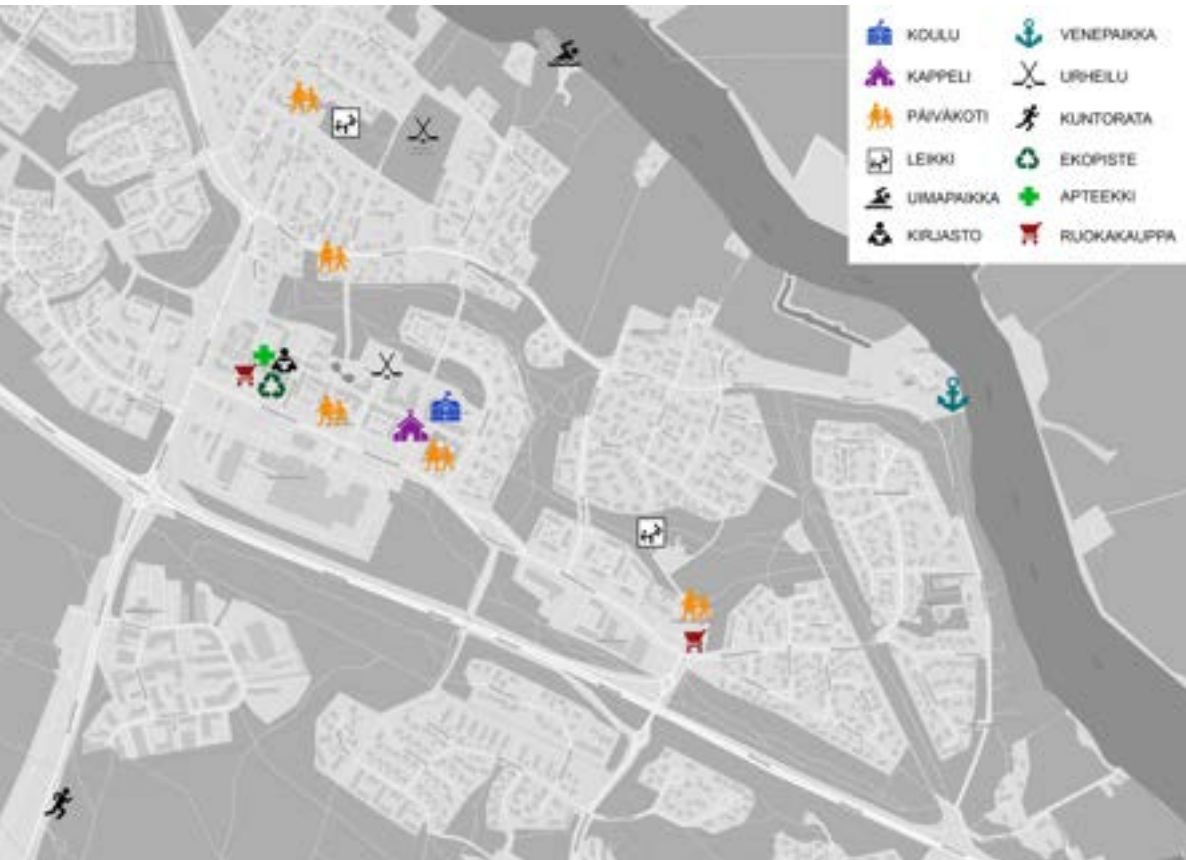 KOULU
KAPPELI
PÄIVÄKOTI
LEIKKI
UIMAPAIKKA
KIRJASTO
VENEPAIKKA
URHEILU
KUNTORATA
EKOPISTE
APTEEKKI
RUOKAKAUPPA